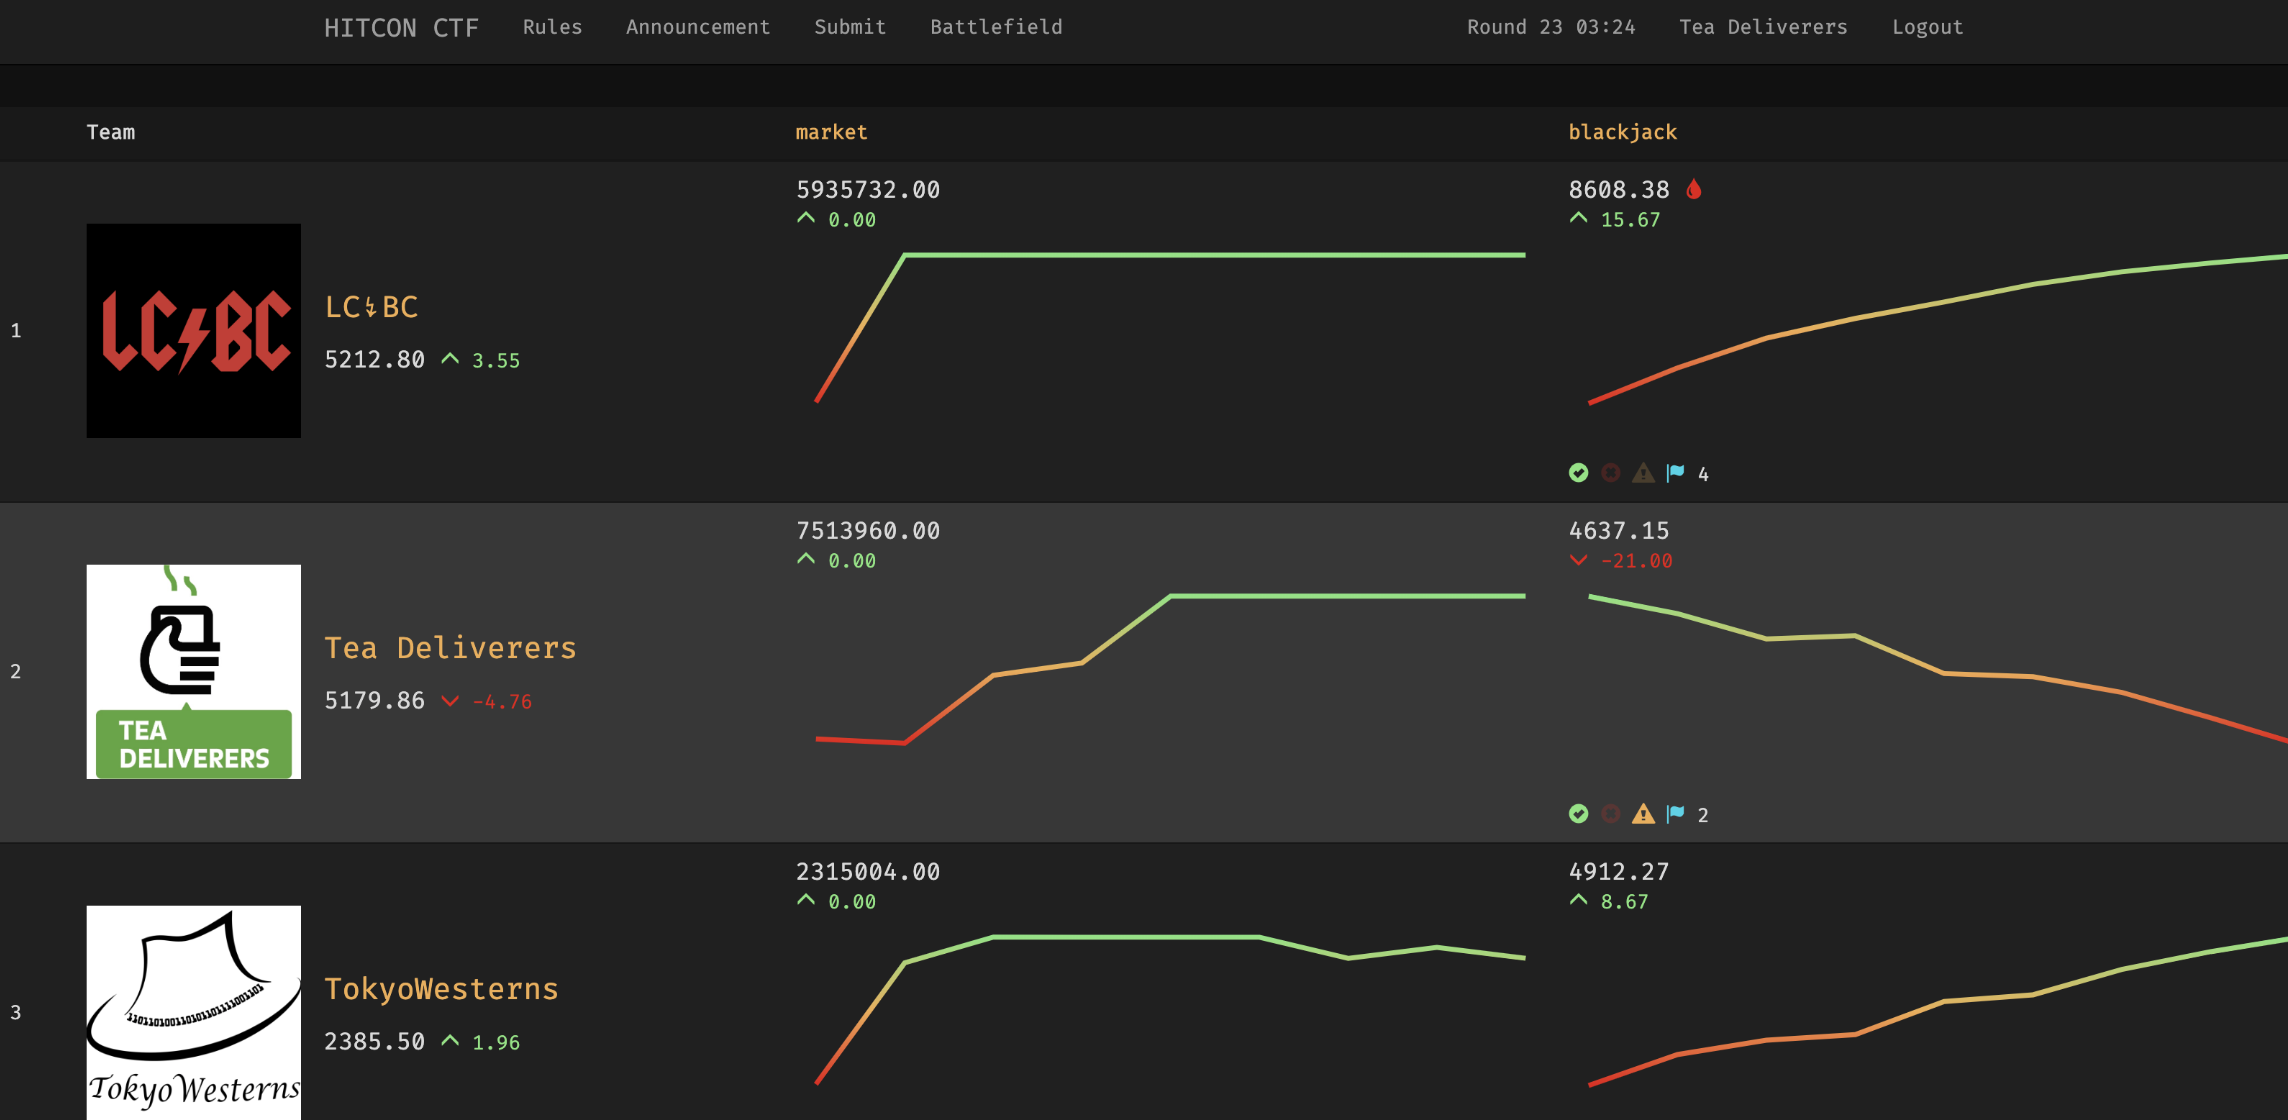 HITCON CTF Rules Announcement Submit Battlefield Round 23 03:24 Tea Deliverers Logout
Team market blackjack
1
LC⚡BC
LC⚡BC
5212.80 3.55
5935732.00
0.00
8608.38
15.67
4
2
TEA
DELIVERERS
Tea Deliverers
5179.86 -4.76
7513960.00
0.00
4637.15
-21.00
2
3
TokyoWesterns
TokyoWesterns
2385.50 1.96
2315004.00
0.00
4912.27
8.67